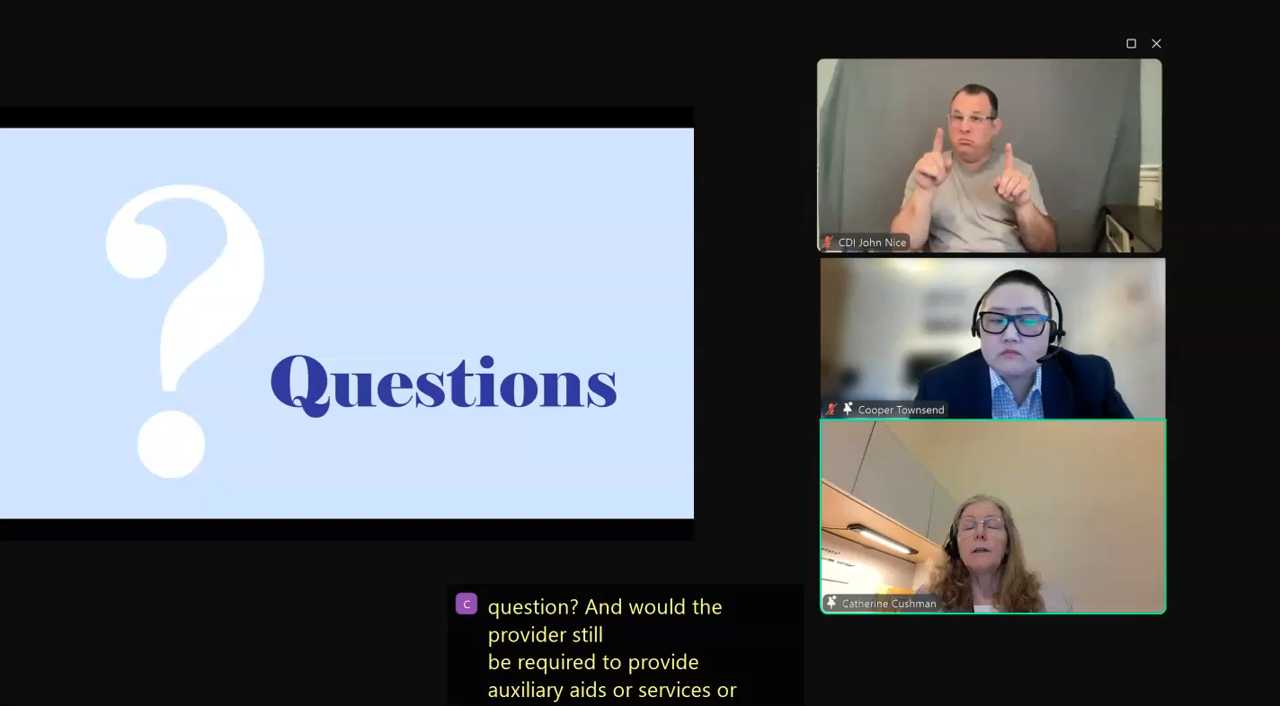 Questions
CDI John Nice
Cooper Townsend
Catherine Cushman
C
question? And would the
provider still
be required to provide
auxiliary aids or services or